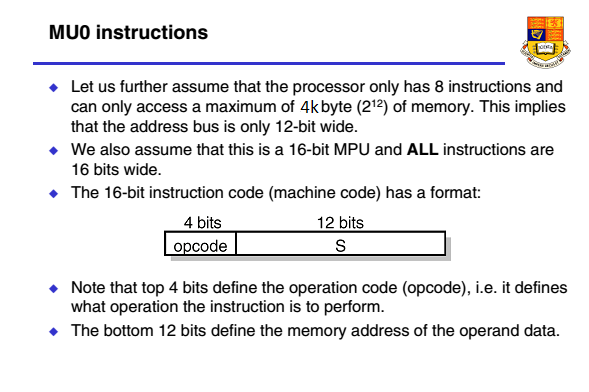 MU0 instructions
Let us further assume that the processor only has 8 instructions and
can only access a maximum of 4kbyte (2¹²) of memory. This implies
that the address bus is only 12-bit wide.
We also assume that this is a 16-bit MPU and ALL instructions are
16 bits wide.
The 16-bit instruction code (machine code) has a format:
4 bits 12 bits
opcode S
Note that top 4 bits define the operation code (opcode), i.e. it defines
what operation the instruction is to perform.
The bottom 12 bits define the memory address of the operand data.